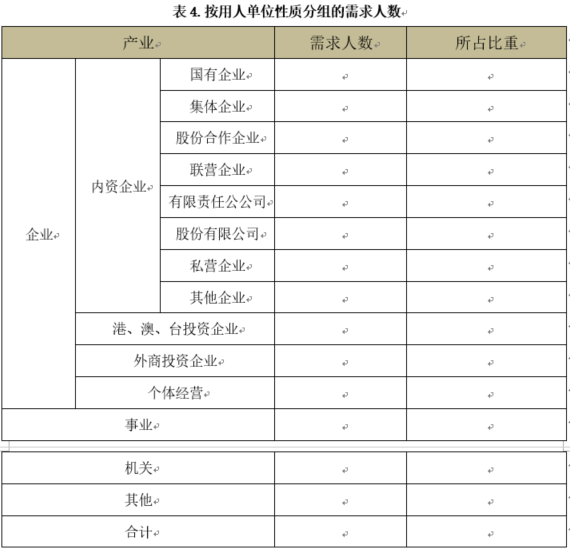 表 4. 按用人单位性质分组的需求人数
产业 需求人数 所占比重
企业
内资企业
国有企业
集体企业
股份合作企业
联营企业
有限责任公公司
股份有限公司
私营企业
其他企业
港、澳、台投资企业
外商投资企业
个体经营
事业
机关
其他
合计